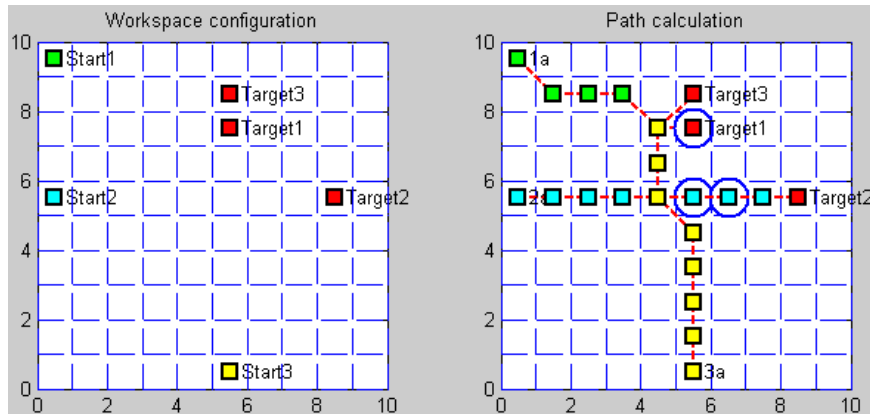 Workspace configuration
10
Start1
8
Target3
Target1
6
Start2
Target2
4
2
Start3
0
0 2 4 6 8 10
Path calculation
10
1a
8
Target3
Target1
6
2a
Target2
4
2
3a
0
0 2 4 6 8 10